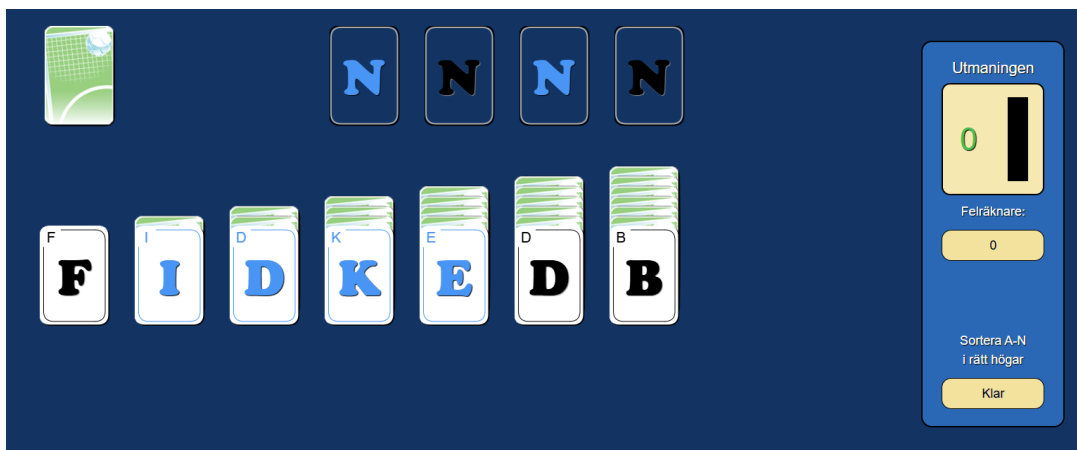 N N N N
F I D K E D B
F I D K E D B
Utmaningen
0
Felräknare:
0
Sortera A-N
i rätt högar
Klar